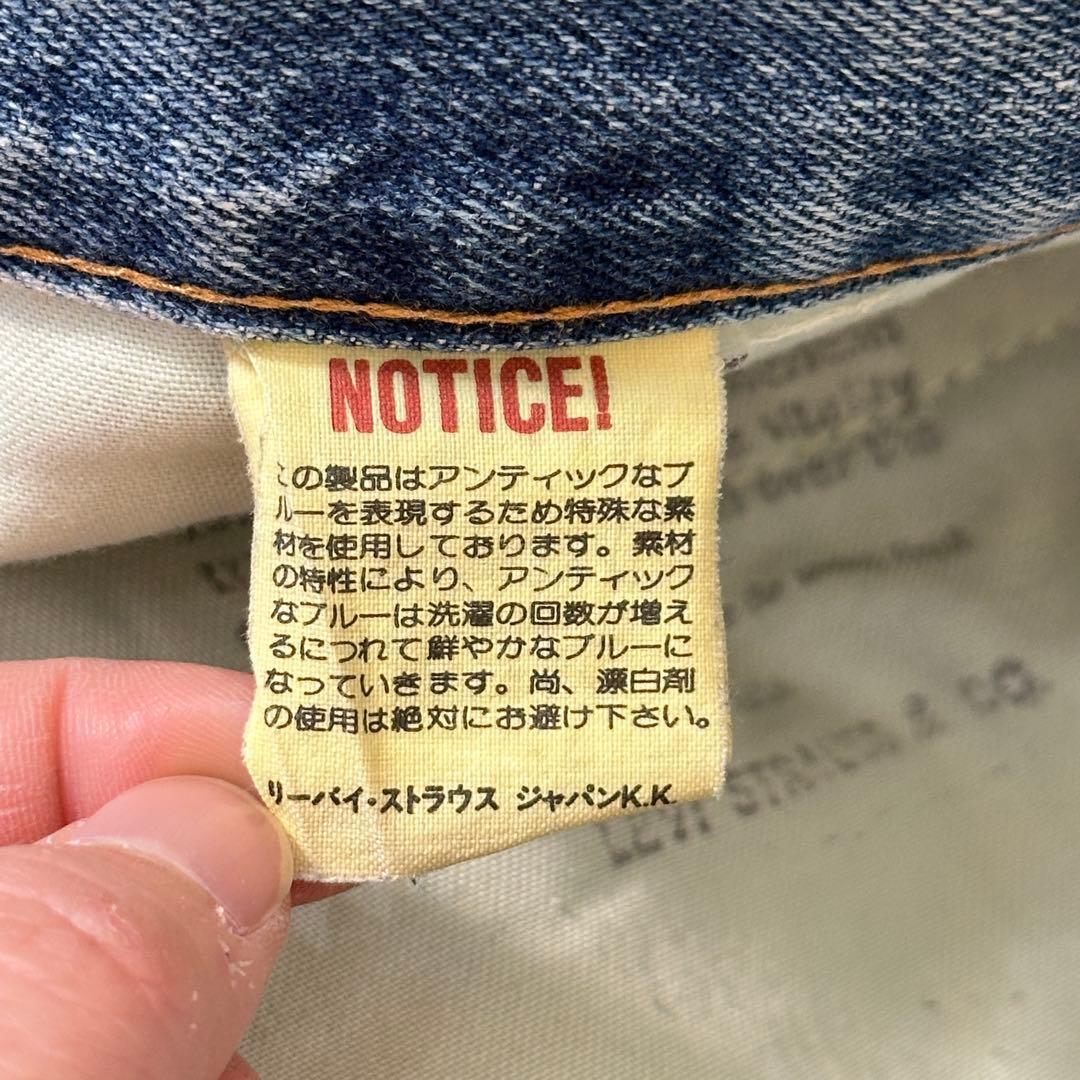 NOTICE!
この製品はアンティックなブ
ルーを表現するため特殊な素
材を使用しております。素材
の特性により、アンティック
なブルーは洗濯の回数が増え
るにつれて鮮やかなブルーに
なっていきます。尚、漂白剤
の使用は絶対にお避け下さい。
リーバイ・ストラウス ジャパンK.K.
LEVI STRAUSS & CO.